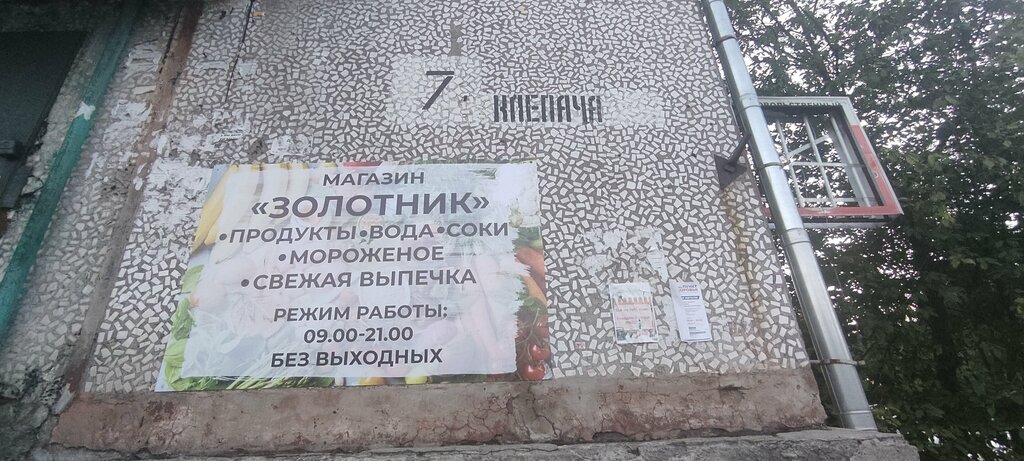 7. КЛЕПАЧА
МАГАЗИН
«ЗОЛОТНИК»
•ПРОДУКТЫ•ВОДА•СОКИ
•МОРОЖЕНОЕ
•СВЕЖАЯ ВЫПЕЧКА
РЕЖИМ РАБОТЫ:
09.00-21.00
БЕЗ ВЫХОДНЫХ